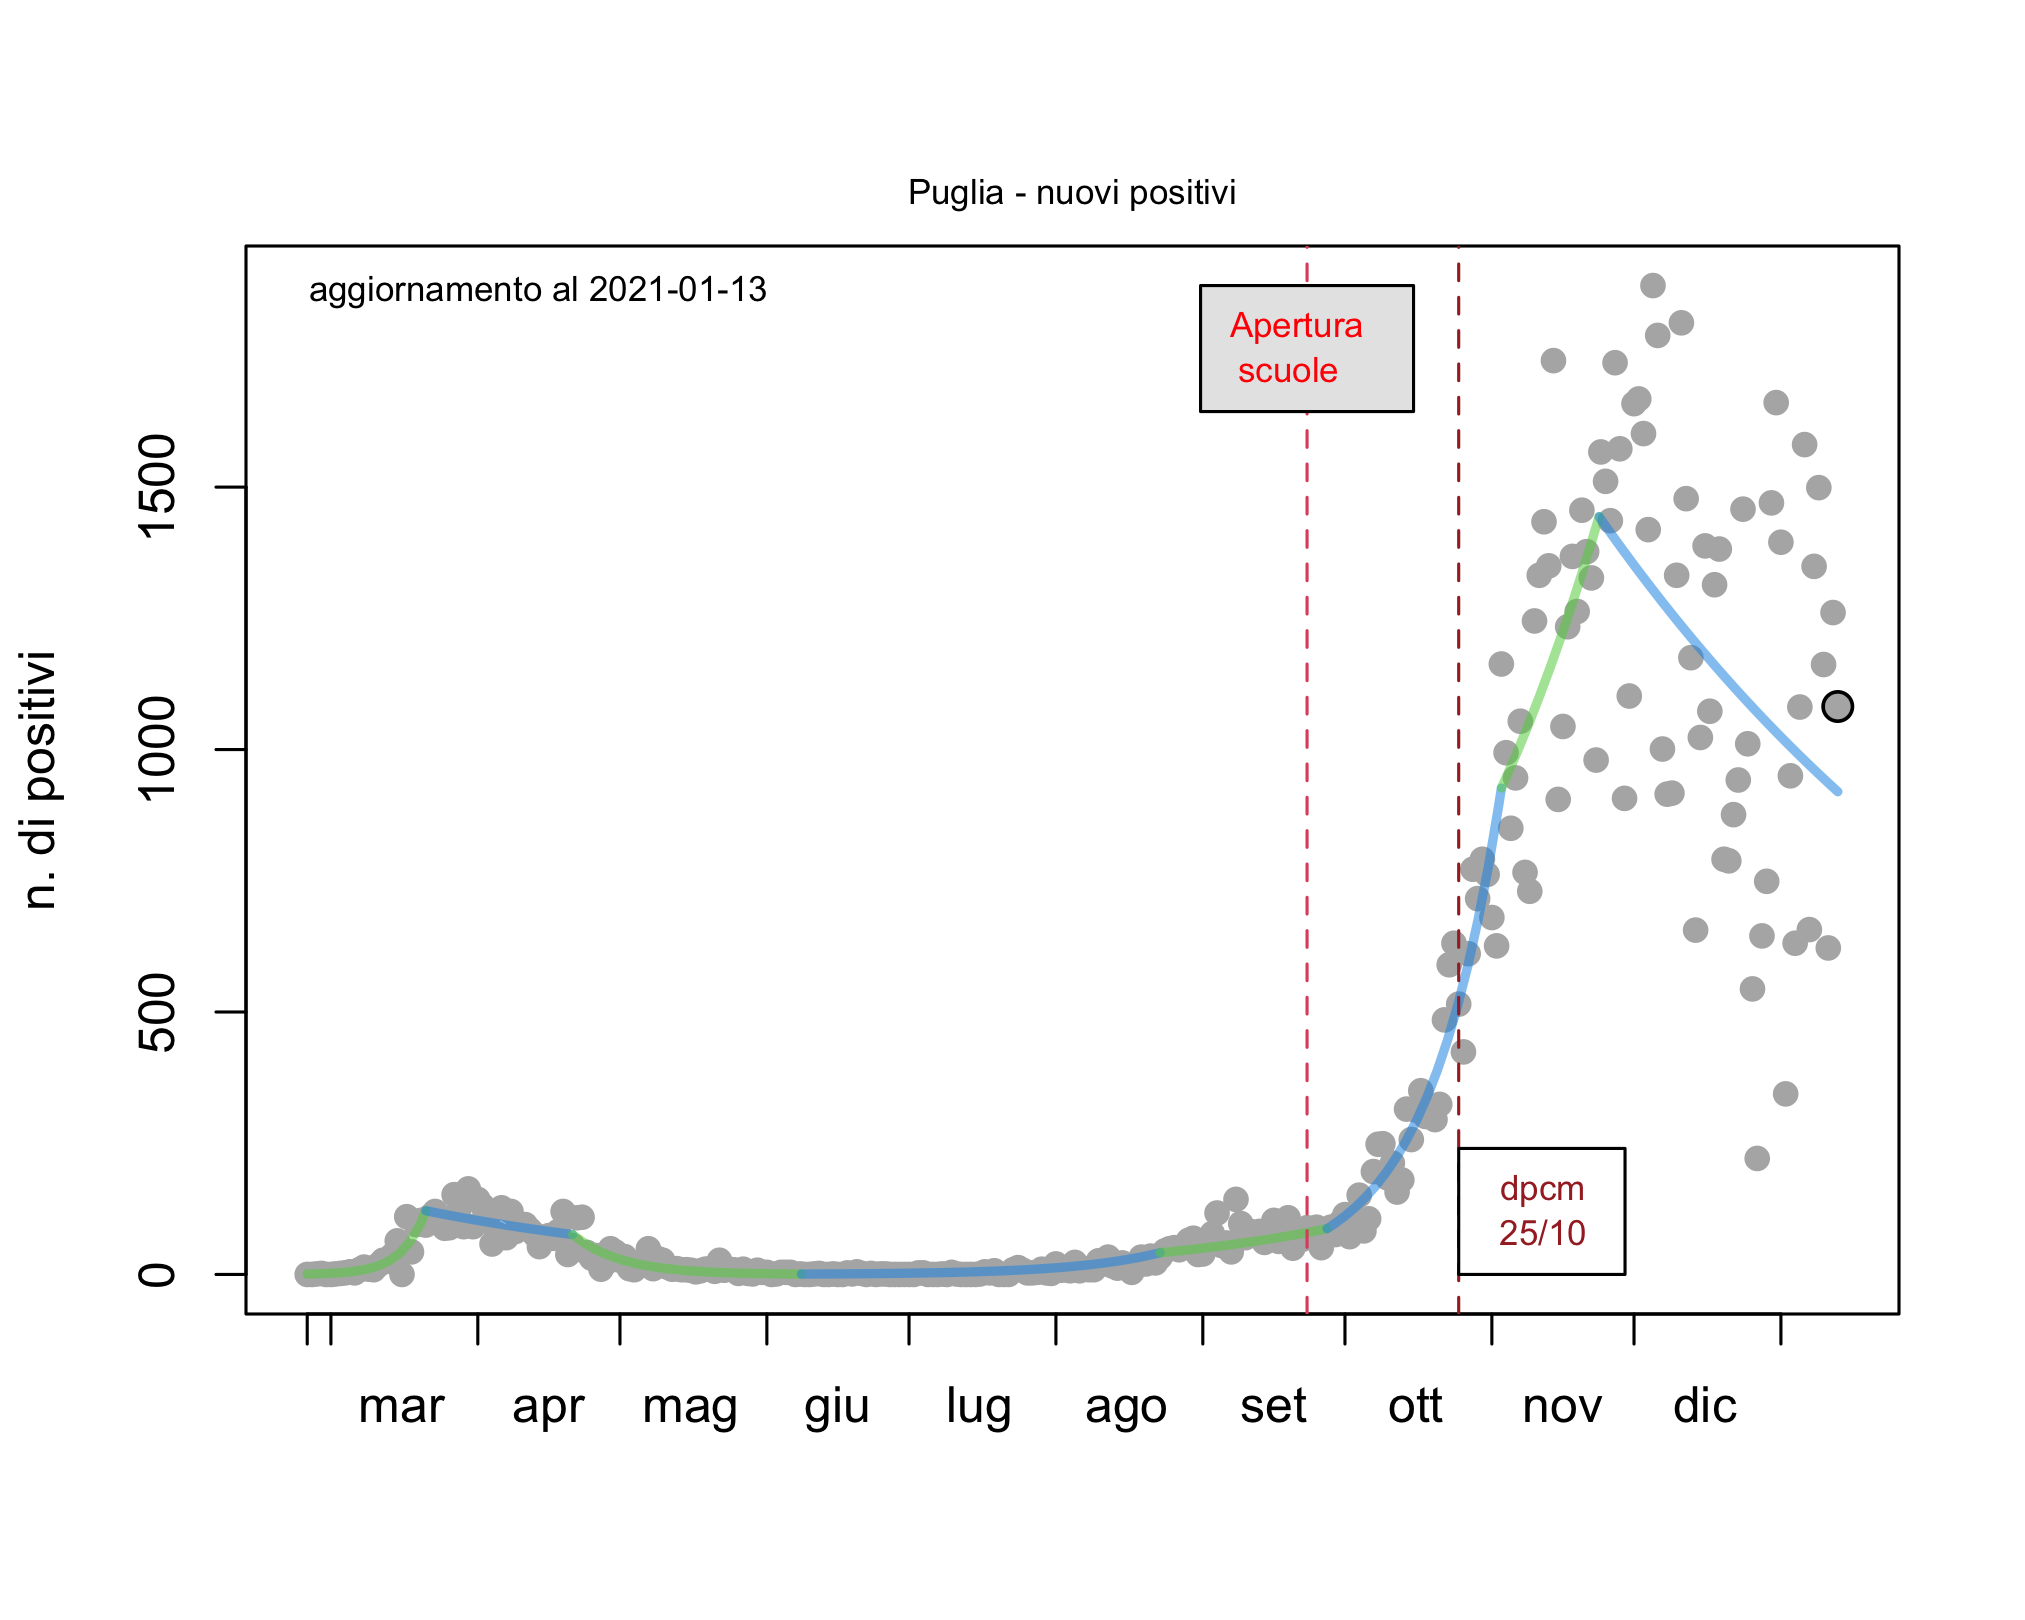 Puglia - nuovi positivi
aggiornamento al 2021-01-13
Apertura
scuole
n. di positivi
1500
1000
500
0
dpcm
25/10
mar apr mag giu lug ago set ott nov dic